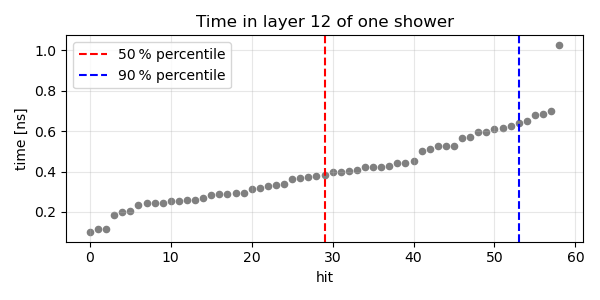 Time in layer 12 of one shower
50 % percentile
90 % percentile
time [ns]
1.0
0.8
0.6
0.4
0.2
0 10 20 30 40 50 60
hit